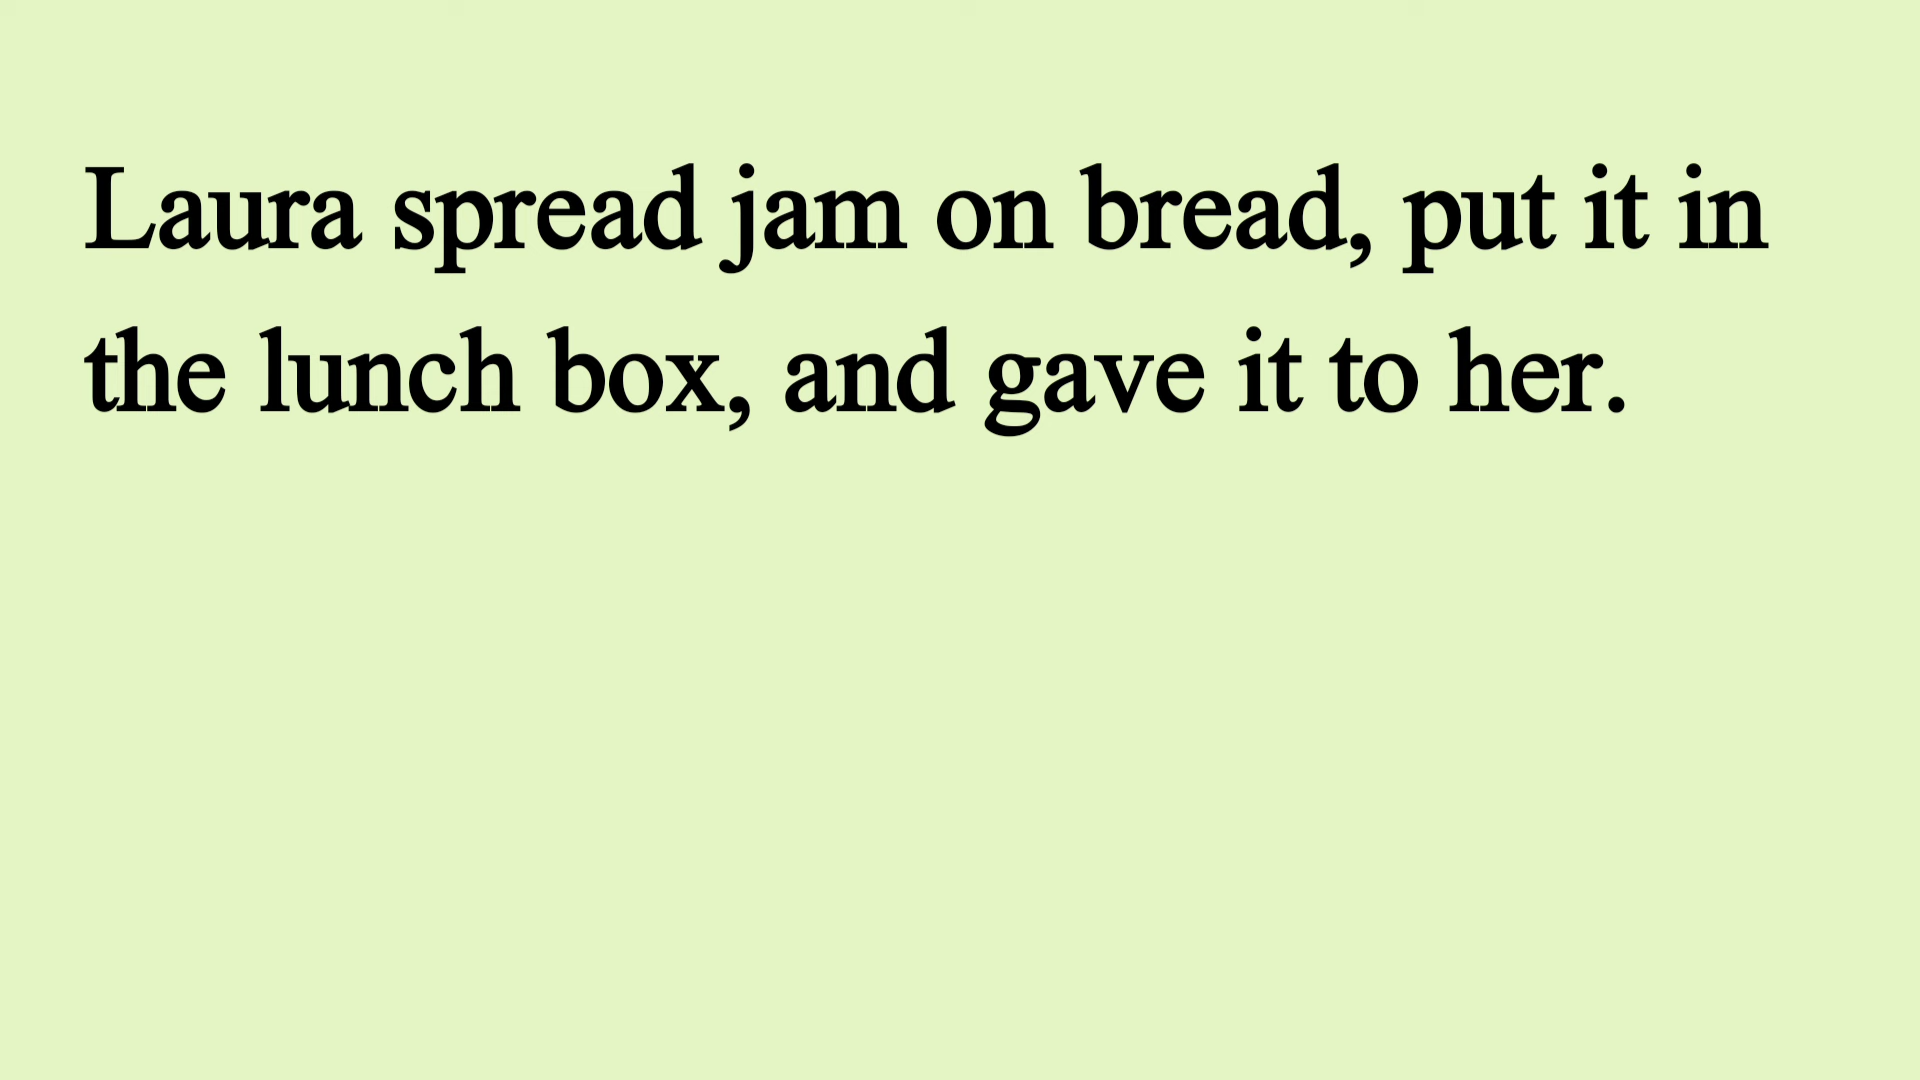 Laura spread jam on bread, put it in
the lunch box, and gave it to her.